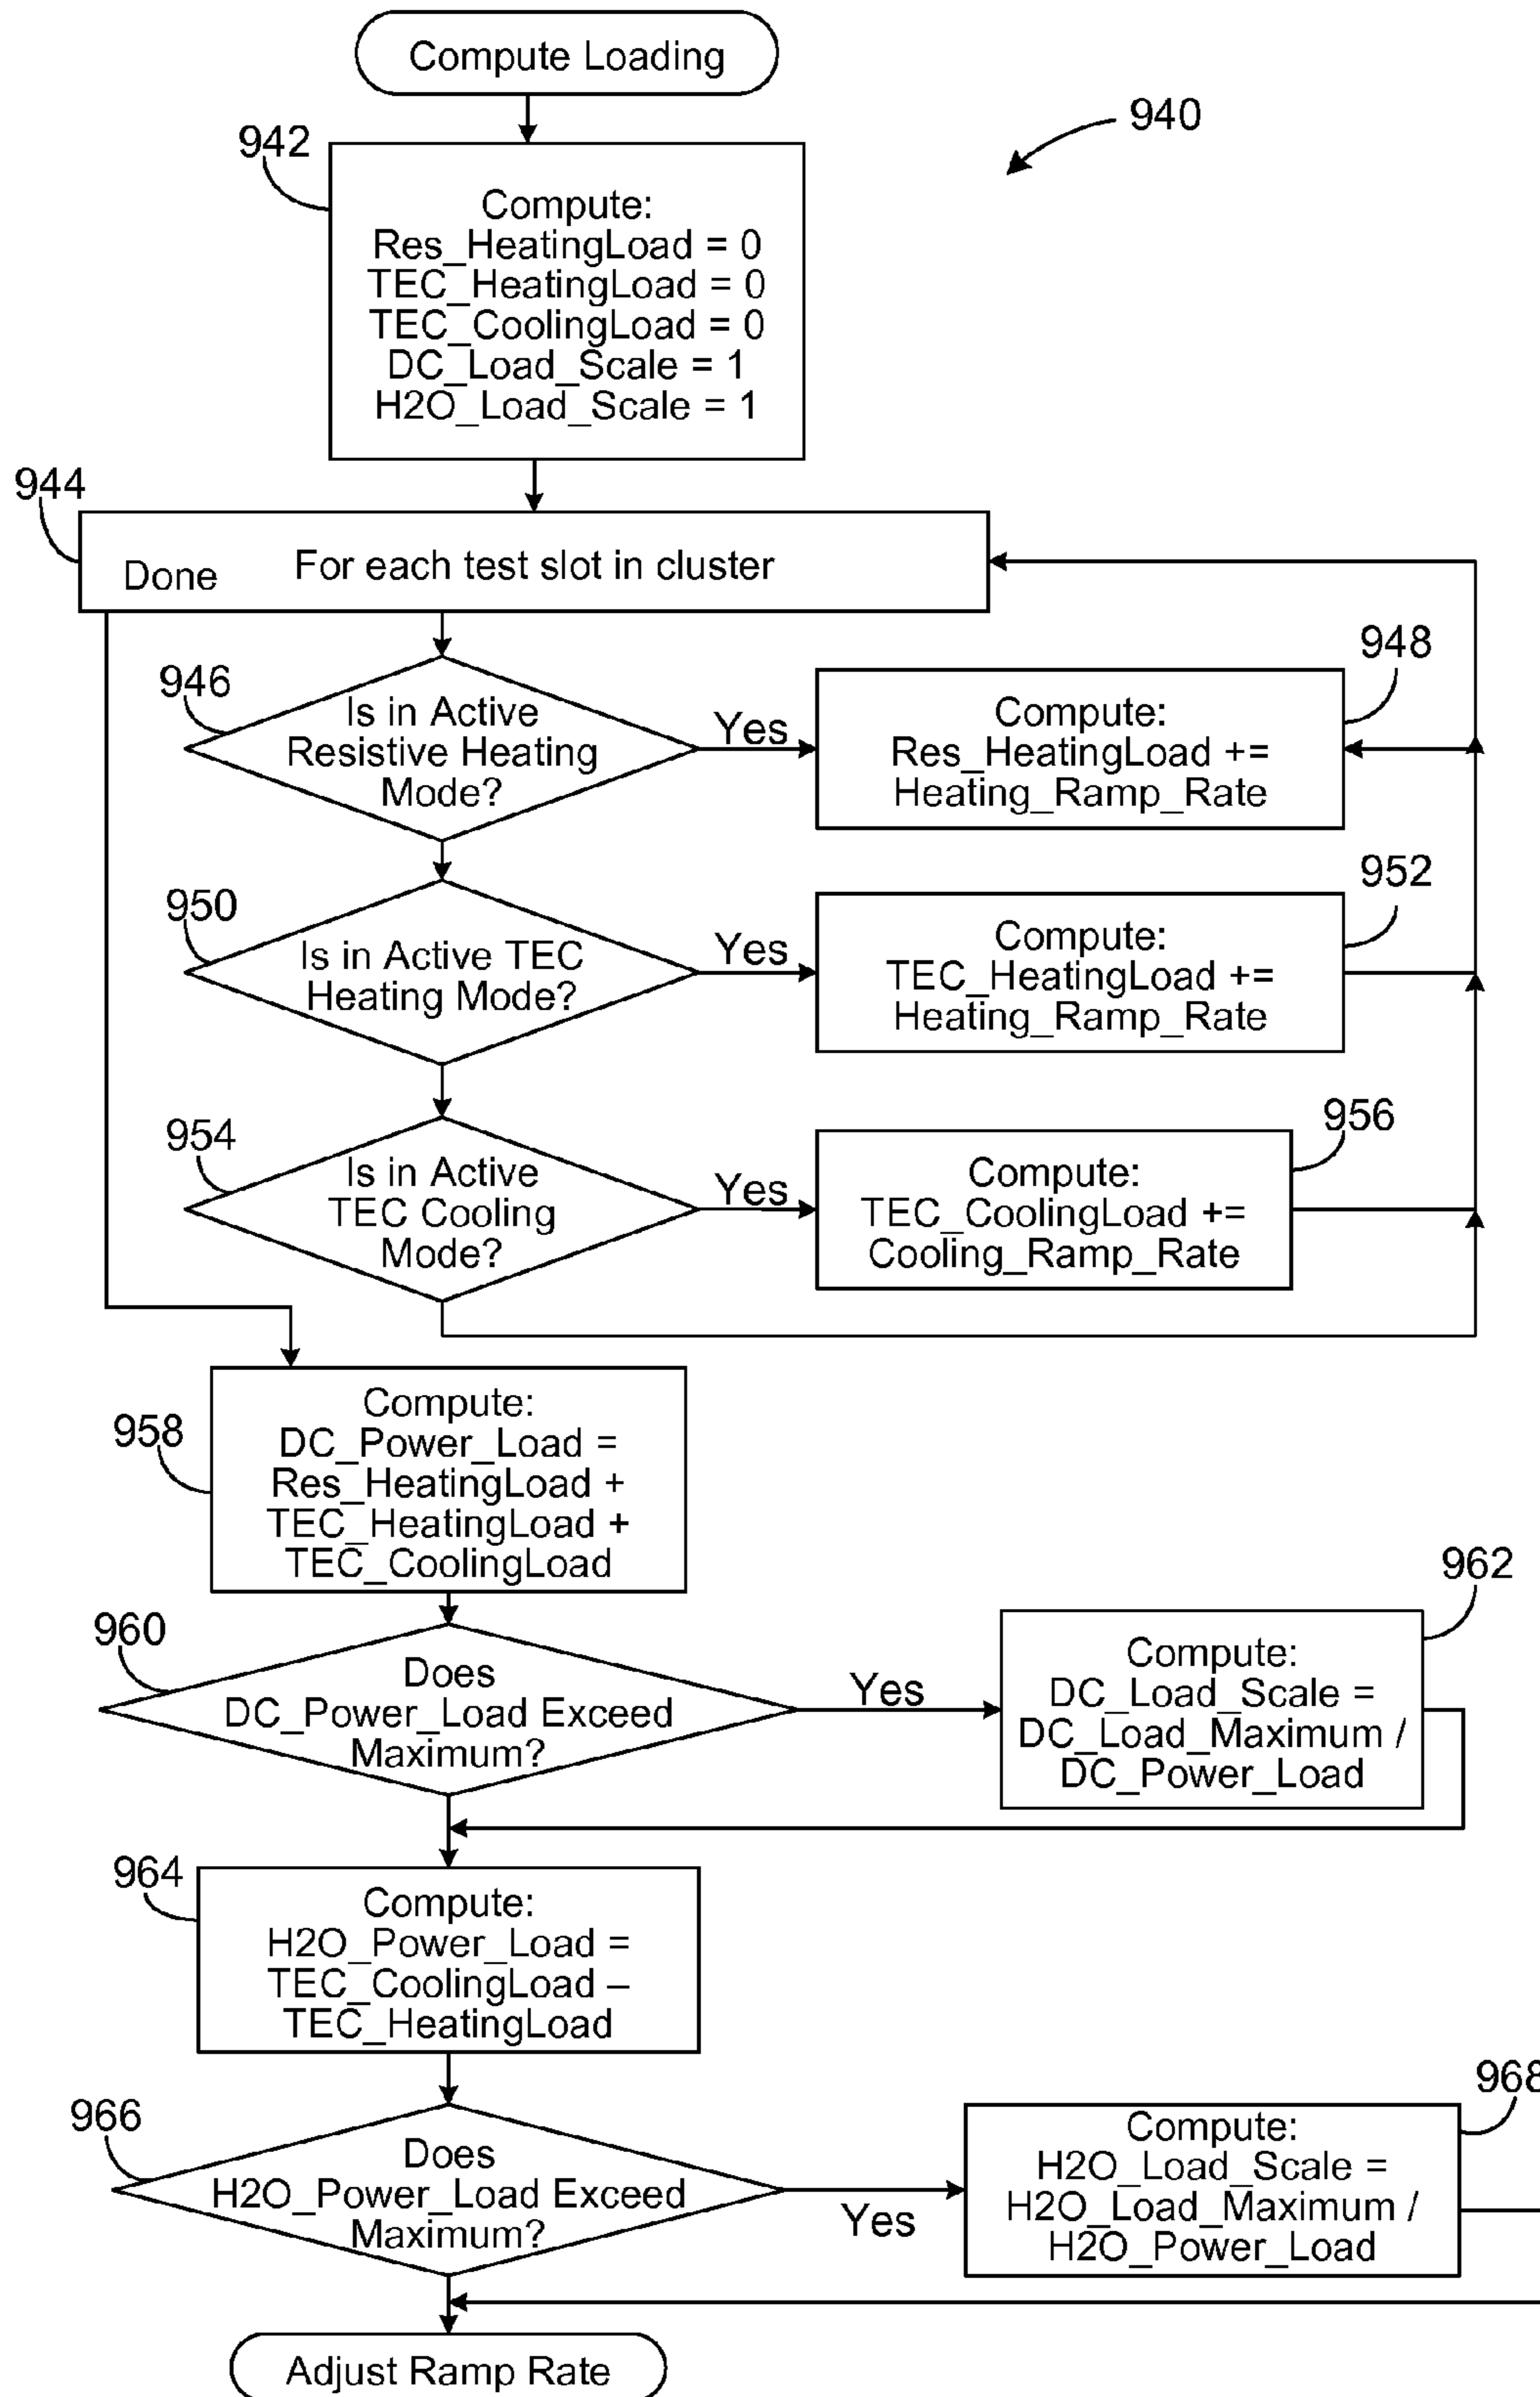 Compute Loading
940
942
Compute:
Res_HeatingLoad = 0
TEC_HeatingLoad = 0
TEC_CoolingLoad = 0
DC_Load_Scale = 1
H2O_Load_Scale = 1
944
Done
For each test slot in cluster
946
Is in Active
Resistive Heating
Mode?
Yes
948
Compute:
Res_HeatingLoad +=
Heating_Ramp_Rate
950
Is in Active TEC
Heating Mode?
Yes
952
Compute:
TEC_HeatingLoad +=
Heating_Ramp_Rate
954
Is in Active
TEC Cooling
Mode?
Yes
956
Compute:
TEC_CoolingLoad +=
Cooling_Ramp_Rate
958
Compute:
DC_Power_Load =
Res_HeatingLoad +
TEC_HeatingLoad +
TEC_CoolingLoad
960
Does
DC_Power_Load Exceed
Maximum?
Yes
962
Compute:
DC_Load_Scale =
DC_Load_Maximum /
DC_Power_Load
964
Compute:
H2O_Power_Load =
TEC_CoolingLoad –
TEC_HeatingLoad
966
Does
H2O_Power_Load Exceed
Maximum?
Yes
968
Compute:
H2O_Load_Scale =
H2O_Load_Maximum /
H2O_Power_Load
Adjust Ramp Rate